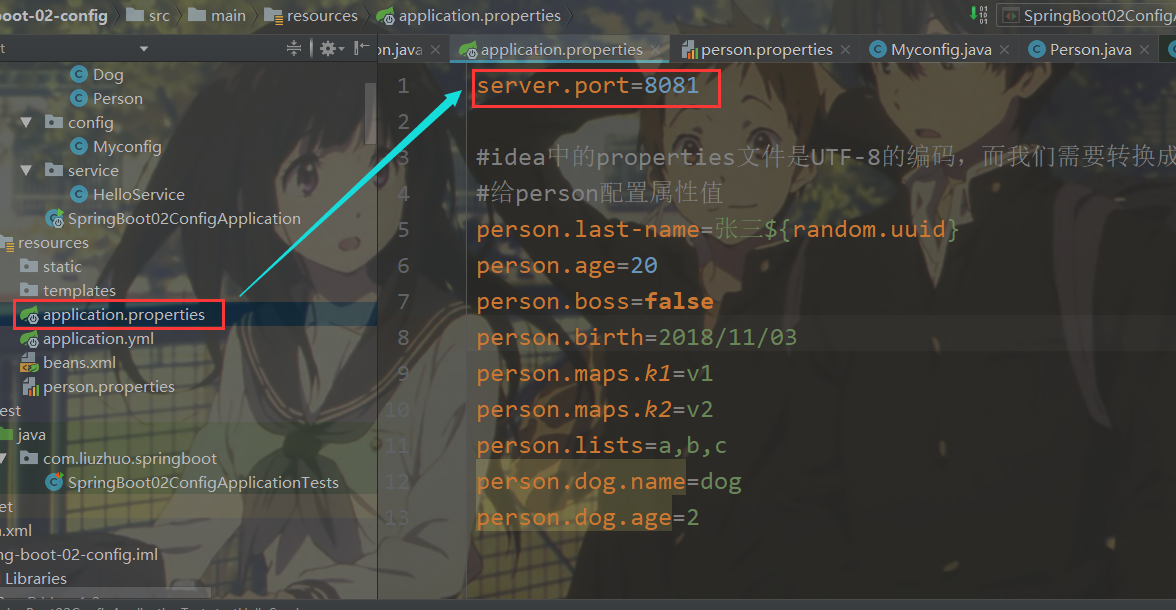 oot-02-config src main resources application.properties SpringBoot02Config
n.java application.properties person.properties Myconfig.java Person.java
Dog
Person
config
Myconfig
service
HelloService
SpringBoot02ConfigApplication
resources
static
templates
application.properties
application.yml
beans.xml
person.properties
est
java
com.liuzhuo.springboot
SpringBoot02ConfigApplicationTests
et
.xml
ng-boot-02-config.iml
Libraries
1 server.port=8081
2
3 #idea中的properties文件是UTF-8的编码，而我们需要转换成
4 #给person配置属性值
5 person.last-name=张三${random.uuid}
6 person.age=20
7 person.boss=false
8 person.birth=2018/11/03
9 person.maps.k1=v1
10 person.maps.k2=v2
11 person.lists=a,b,c
12 person.dog.name=dog
13 person.dog.age=2